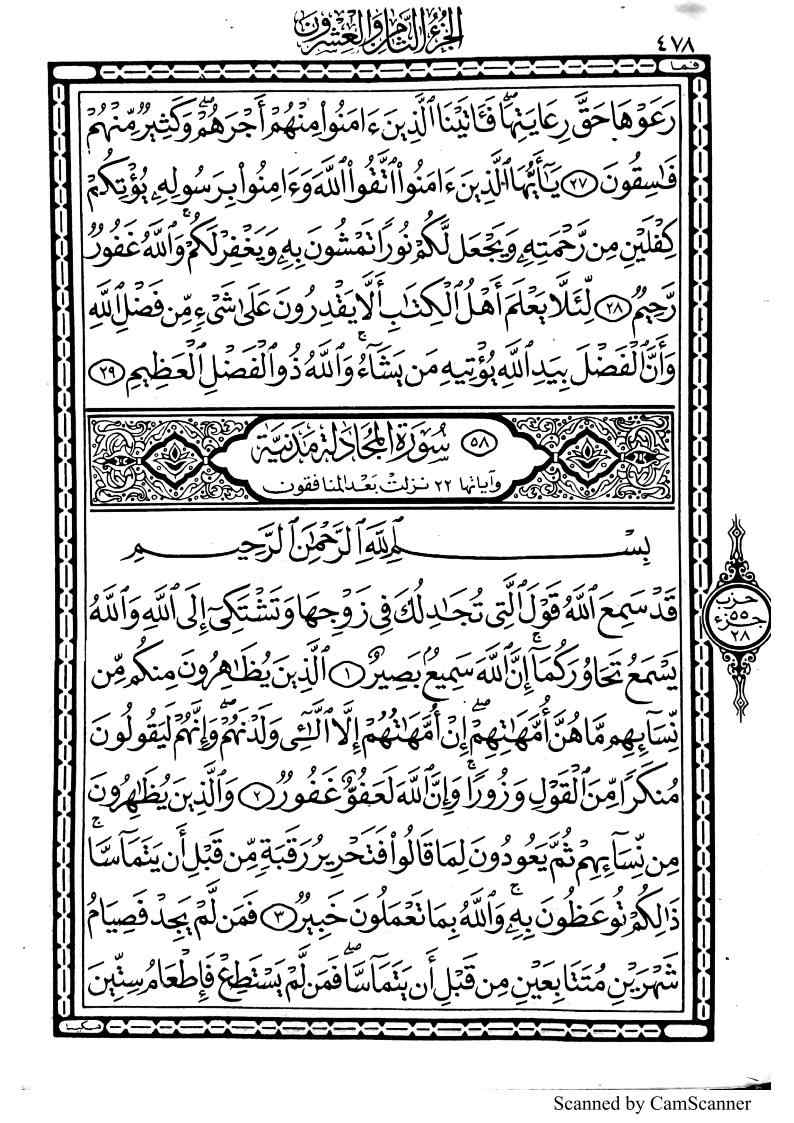 ٤٧٨
الجزء الثامن والعشرون
فما
رَعَوْهَا حَقَّ رِعَايَتِهَاۖ فَـَٔاتَيْنَا ٱلَّذِينَ ءَامَنُوا۟ مِنْهُمْ أَجْرَهُمْۖ وَكَثِيرٌ مِّنْهُمْ
فَٰسِقُونَ ٢٧ يَٰٓأَيُّهَا ٱلَّذِينَ ءَامَنُوا۟ ٱتَّقُوا۟ ٱللَّهَ وَءَامِنُوا۟ بِرَسُولِهِۦ يُؤْتِكُمْ
كِفْلَيْنِ مِن رَّحْمَتِهِۦ وَيَجْعَل لَّكُمْ نُورًا تَمْشُونَ بِهِۦ وَيَغْفِرْ لَكُمْۚ وَٱللَّهُ غَفُورٌ
رَّحِيمٌ ٢٨ لِّئَلَّا يَعْلَمَ أَهْلُ ٱلْكِتَٰبِ أَلَّا يَقْدِرُونَ عَلَىٰ شَىْءٍ مِّن فَضْلِ ٱللَّهِ
وَأَنَّ ٱلْفَضْلَ بِيَدِ ٱللَّهِ يُؤْتِيهِ مَن يَشَآءُۚ وَٱللَّهُ ذُو ٱلْفَضْلِ ٱلْعَظِيمِ ٢٩
٥٨ سورة المجادلة مدنية
وآياتها ٢٢ نزلت بعد المنافقون
بِسْمِ ٱللَّهِ ٱلرَّحْمَٰنِ ٱلرَّحِيمِ
قَدْ سَمِعَ ٱللَّهُ قَوْلَ ٱلَّتِى تُجَٰدِلُكَ فِى زَوْجِهَا وَتَشْتَكِىٓ إِلَى ٱللَّهِ وَٱللَّهُ
يَسْمَعُ تَحَاوُرَكُمَآۚ إِنَّ ٱللَّهَ سَمِيعٌۢ بَصِيرٌ ١ ٱلَّذِينَ يُظَٰهِرُونَ مِنكُم مِّن
نِّسَآئِهِم مَّا هُنَّ أُمَّهَٰتِهِمْۖ إِنْ أُمَّهَٰتُهُمْ إِلَّا ٱلَّٰٓـِٔى وَلَدْنَهُمْۚ وَإِنَّهُمْ لَيَقُولُونَ
مُنكَرًا مِّنَ ٱلْقَوْلِ وَزُورًاۚ وَإِنَّ ٱللَّهَ لَعَفُوٌّ غَفُورٌ ٢ وَٱلَّذِينَ يُظَٰهِرُونَ
مِن نِّسَآئِهِمْ ثُمَّ يَعُودُونَ لِمَا قَالُوا۟ فَتَحْرِيرُ رَقَبَةٍ مِّن قَبْلِ أَن يَتَمَآسَّاۚ
ذَٰلِكُمْ تُوعَظُونَ بِهِۦۚ وَٱللَّهُ بِمَا تَعْمَلُونَ خَبِيرٌ ٣ فَمَن لَّمْ يَجِدْ فَصِيَامُ
شَهْرَيْنِ مُتَتَابِعَيْنِ مِن قَبْلِ أَن يَتَمَآسَّاۖ فَمَن لَّمْ يَسْتَطِعْ فَإِطْعَامُ سِتِّينَ
مسكينا
حزب
٥٥
جزء
٢٨
Scanned by CamScanner